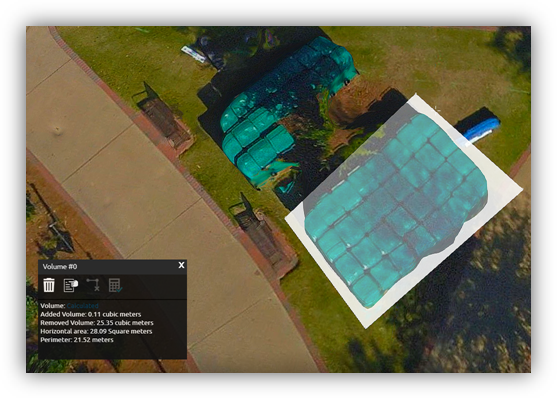 Volume #0
X
Volume: Calculated
Added Volume: 0.11 cubic meters
Removed Volume: 25.35 cubic meters
Horizontal area: 28.09 Square meters
Perimeter: 21.52 meters